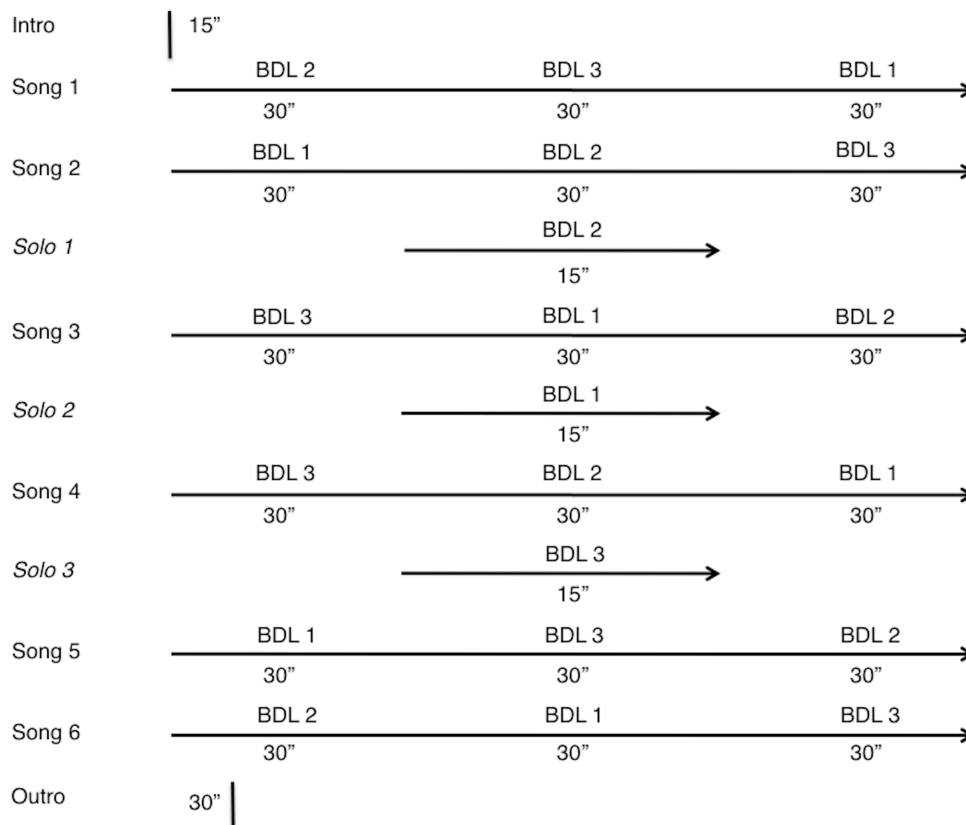 Intro 15”
BDL 2 BDL 3 BDL 1
Song 1
30” 30” 30”
BDL 1 BDL 2 BDL 3
Song 2
30” 30” 30”
BDL 2
Solo 1
15”
BDL 3 BDL 1 BDL 2
Song 3
30” 30” 30”
BDL 1
Solo 2
15”
BDL 3 BDL 2 BDL 1
Song 4
30” 30” 30”
BDL 3
Solo 3
15”
BDL 1 BDL 3 BDL 2
Song 5
30” 30” 30”
BDL 2 BDL 1 BDL 3
Song 6
30” 30” 30”
Outro 30”